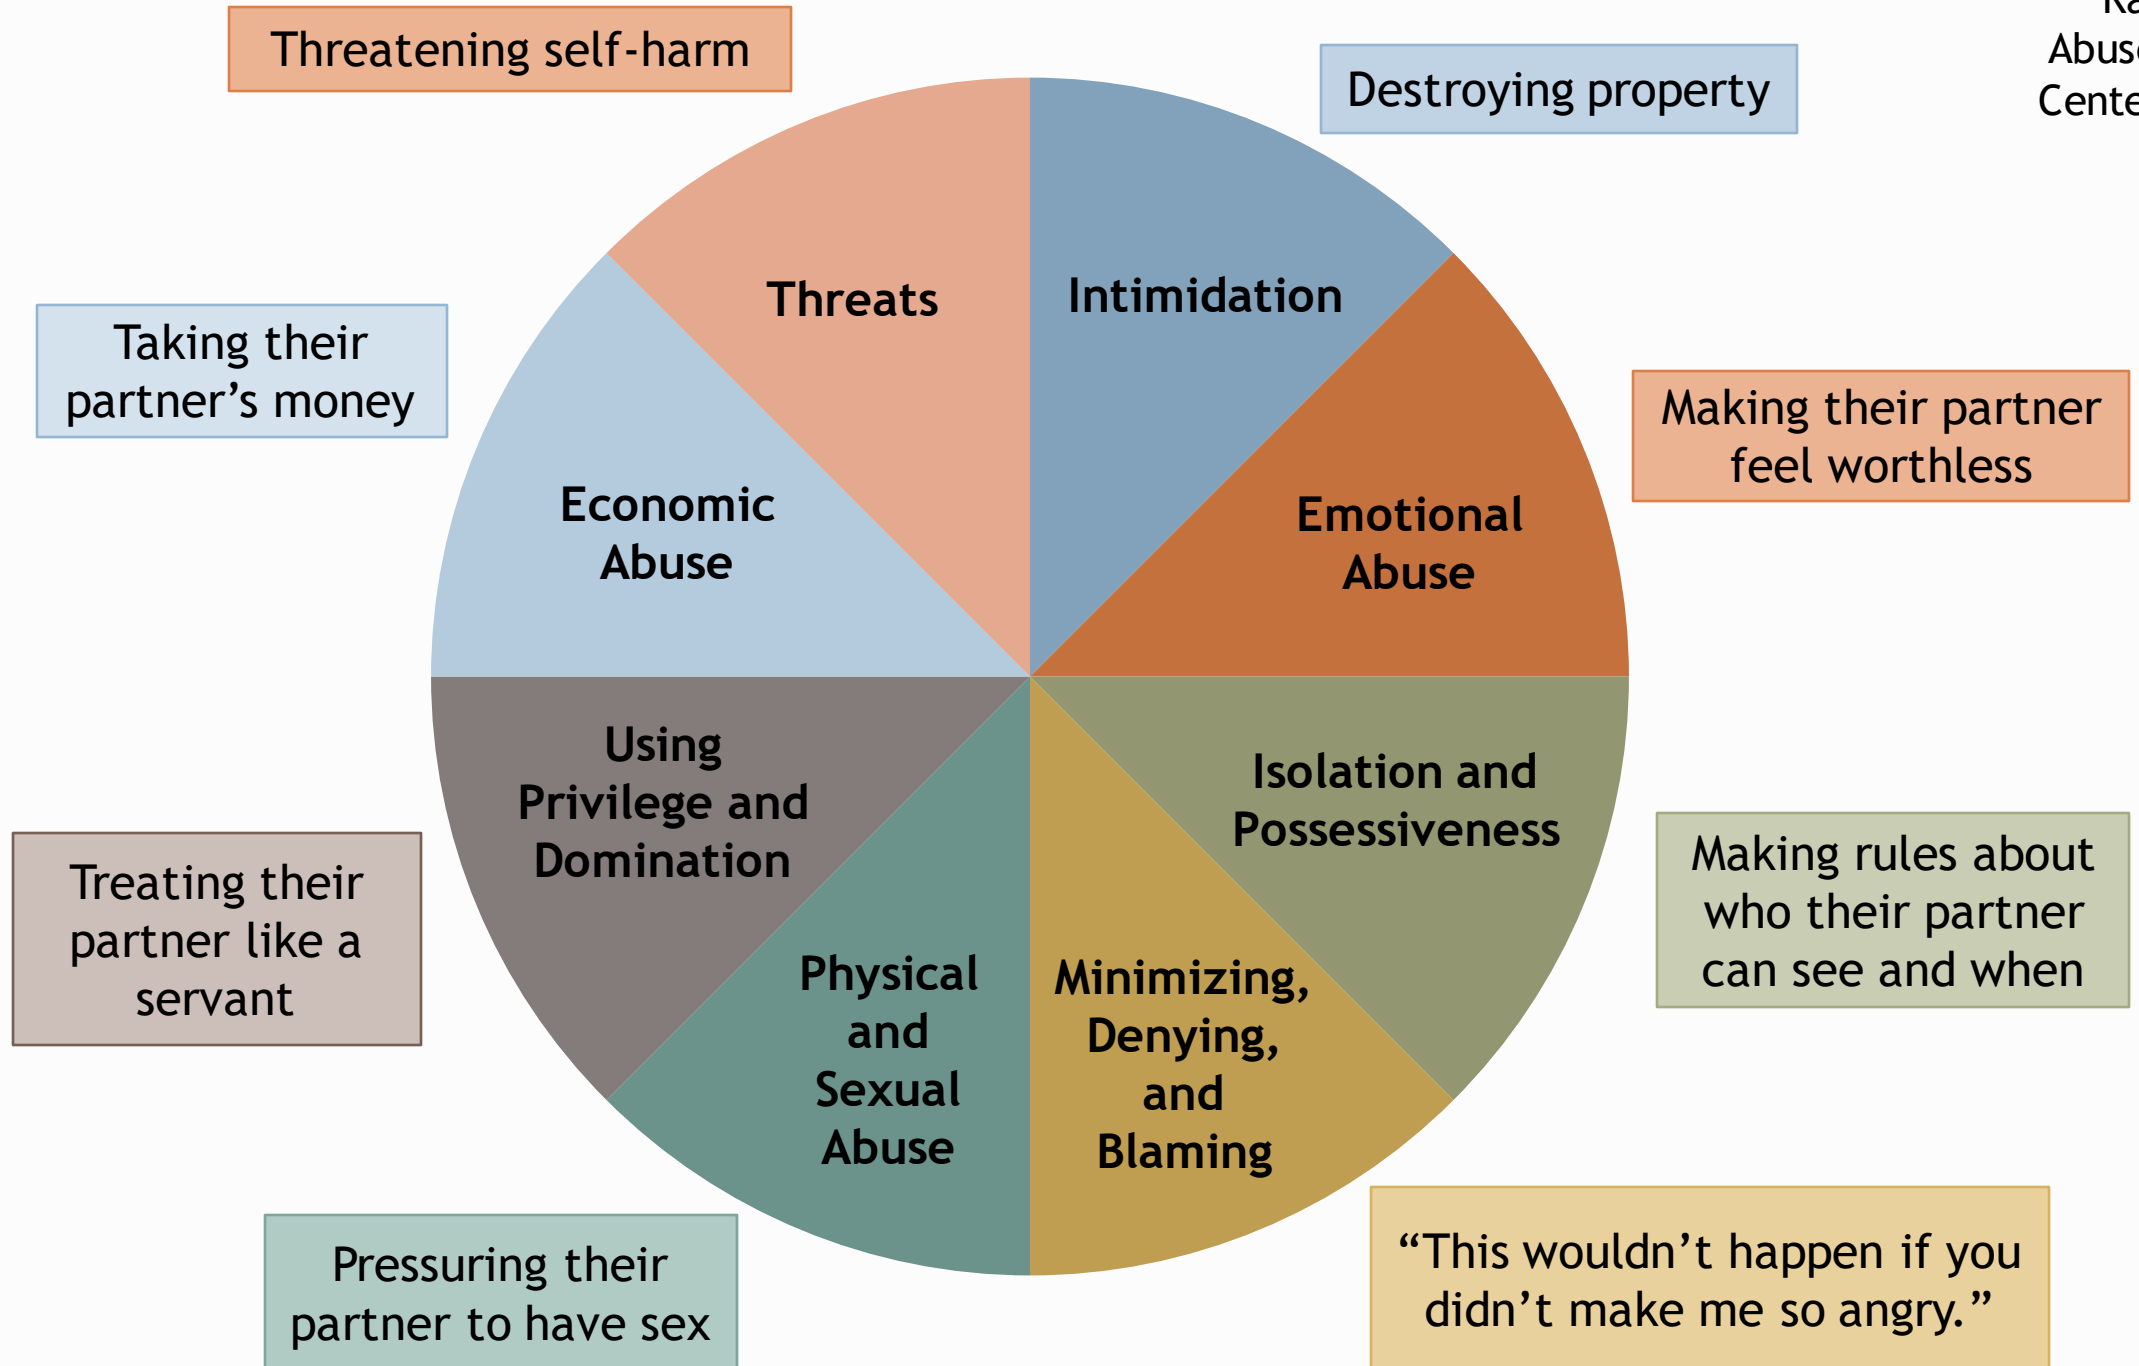 Threatening self-harm
Destroying property
Abuse
Cente
Threats
Intimidation
Taking their
partner’s money
Making their partner
feel worthless
Economic
Abuse
Emotional
Abuse
Using
Privilege and
Domination
Isolation and
Possessiveness
Treating their
partner like a
servant
Making rules about
who their partner
can see and when
Physical
and
Sexual
Abuse
Minimizing,
Denying,
and
Blaming
Pressuring their
partner to have sex
“This wouldn’t happen if you
didn’t make me so angry.”